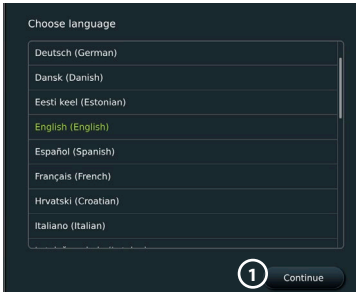 Choose language
Deutsch (German)
Dansk (Danish)
Eesti keel (Estonian)
English (English)
Español (Spanish)
Français (French)
Hrvatski (Croatian)
Italiano (Italian)
1 Continue